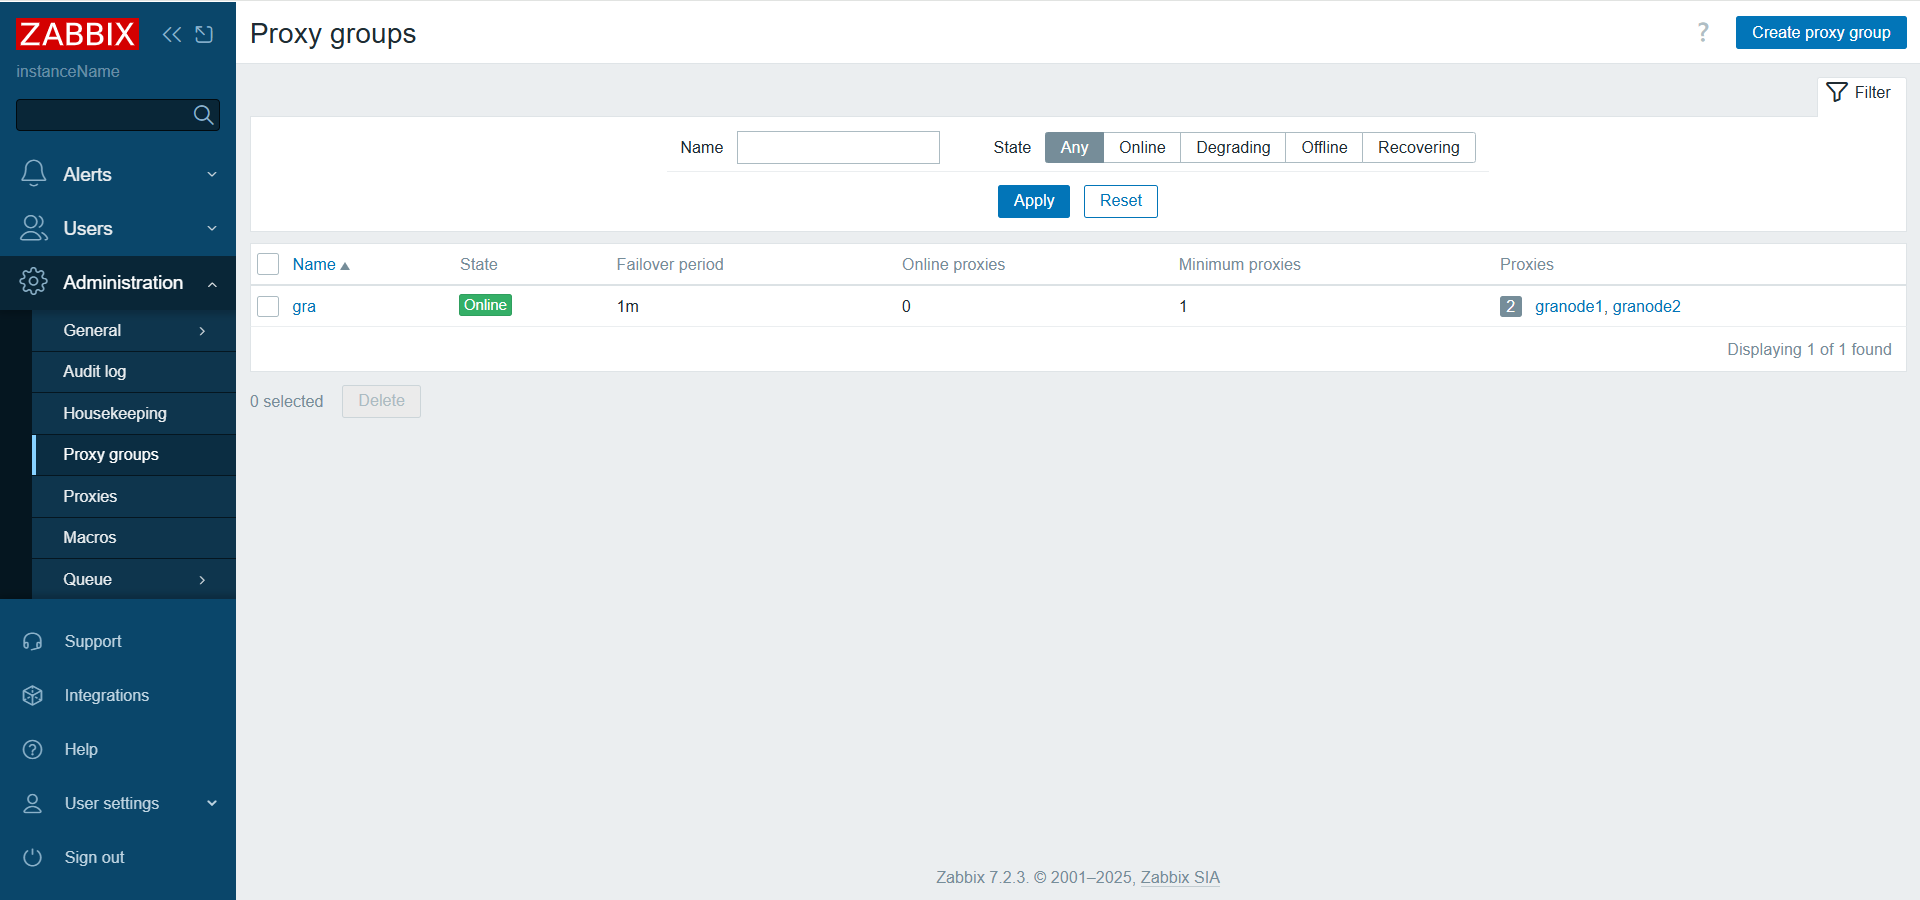 ZABBIX
instanceName
Alerts
Users
Administration
General
Audit log
Housekeeping
Proxy groups
Proxies
Macros
Queue
Support
Integrations
Help
User settings
Sign out
Proxy groups
? Create proxy group
Filter
Name State Any Online Degrading Offline Recovering
Apply Reset
Name State Failover period Online proxies Minimum proxies Proxies
gra Online 1m 0 1 2 granode1, granode2
Displaying 1 of 1 found
0 selected Delete
Zabbix 7.2.3. © 2001–2025, Zabbix SIA